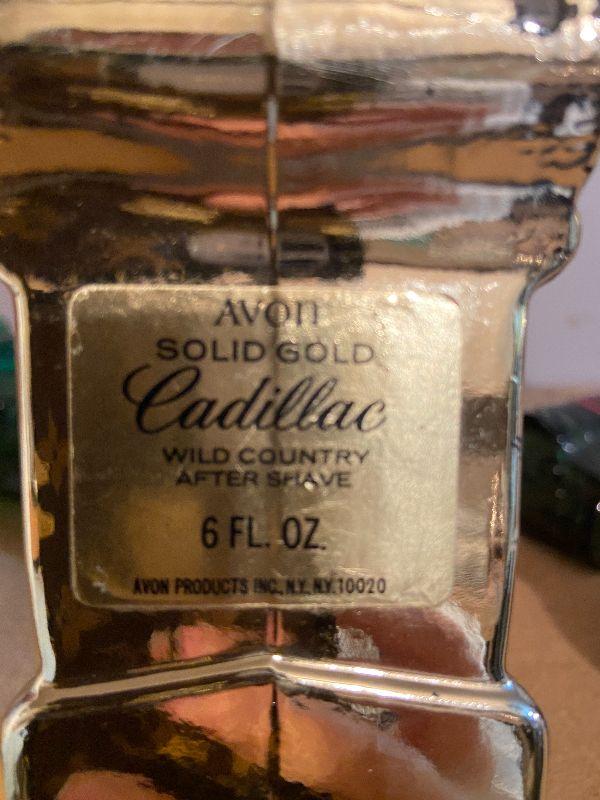 AVON
SOLID GOLD
Cadillac
WILD COUNTRY
AFTER SHAVE
6 FL. OZ.
AVON PRODUCTS INC., N.Y., N.Y. 10020